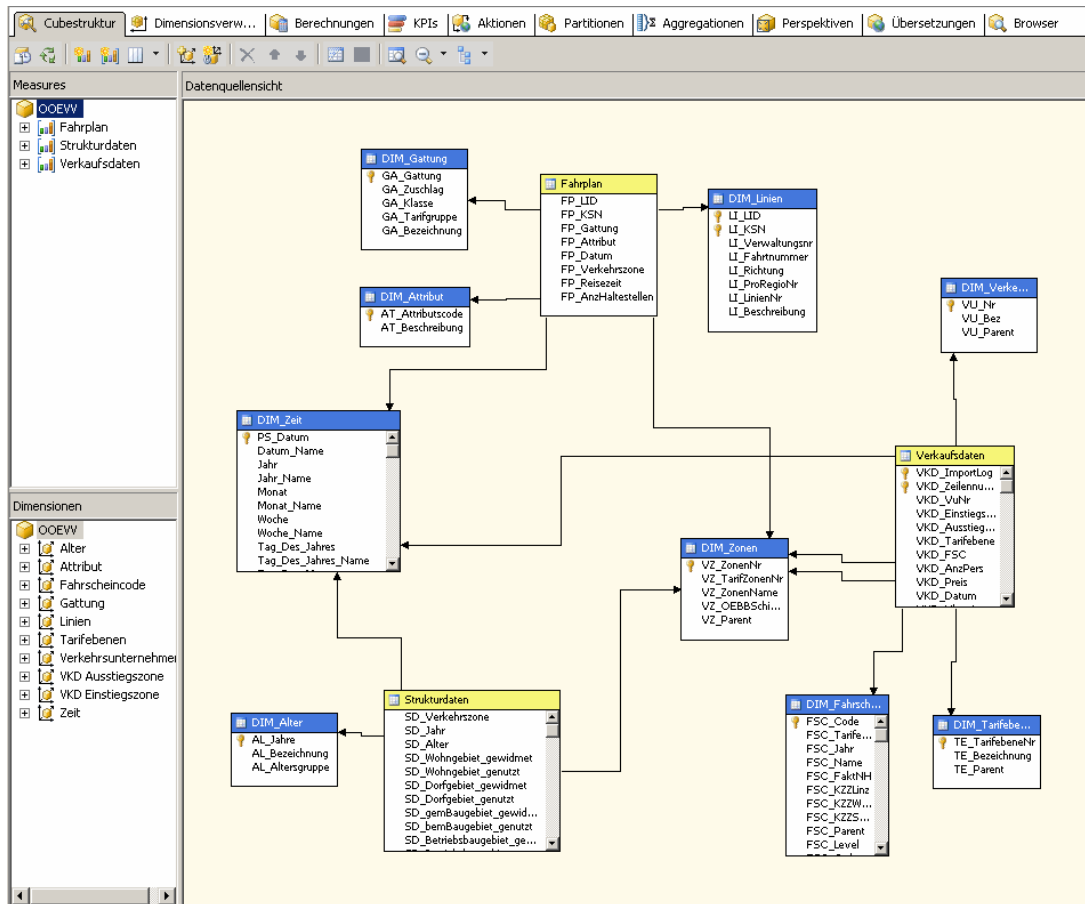 Cubestruktur Dimensionsverw... Berechnungen KPIs Aktionen Partitionen Aggregationen Perspektiven Übersetzungen Browser
Measures
OOEVV
Fahrplan
Strukturdaten
Verkaufsdaten
Dimensionen
OOEVV
Alter
Attribut
Fahrscheincode
Gattung
Linien
Tarifebenen
Verkehrsunternehmen
VKD Ausstiegszone
VKD Einstiegszone
Zeit
Datenquellensicht
DIM_Gattung
GA_Gattung
GA_Zuschlag
GA_Klasse
GA_Tarifgruppe
GA_Bezeichnung
Fahrplan
FP_LID
FP_KSN
FP_Gattung
FP_Attribut
FP_Datum
FP_Verkehrszone
FP_Reisezeit
FP_AnzHaltestellen
DIM_Linien
LI_LID
LI_KSN
LI_Verwaltungsnr
LI_Fahrtnummer
LI_Richtung
LI_ProRegioNr
LI_LinienNr
LI_Beschreibung
DIM_Attribut
AT_Attributscode
AT_Beschreibung
DIM_Verke...
VU_Nr
VU_Bez
VU_Parent
DIM_Zeit
PS_Datum
Datum_Name
Jahr
Jahr_Name
Monat
Monat_Name
Woche
Woche_Name
Tag_Des_Jahres
Tag_Des_Jahres_Name
Verkaufsdaten
VKD_ImportLog
VKD_Zeilennu...
VKD_VuNr
VKD_Einstiegs...
VKD_Ausstieg...
VKD_Tarifebene
VKD_FSC
VKD_AnzPers
VKD_Preis
VKD_Datum
DIM_Zonen
VZ_ZonenNr
VZ_TarifZonenNr
VZ_ZonenName
VZ_OEBBSchi...
VZ_Parent
Strukturdaten
SD_Verkehrszone
SD_Jahr
SD_Alter
SD_Wohngebiet_gewidmet
SD_Wohngebiet_genutzt
SD_Dorfgebiet_gewidmet
SD_Dorfgebiet_genutzt
SD_gemBaugebiet_gewid...
SD_bemBaugebiet_genutzt
SD_Betriebsbaugebiet_ge...
DIM_Alter
AL_Jahre
AL_Bezeichnung
AL_Altersgruppe
DIM_Fahrsch...
FSC_Code
FSC_Tarife...
FSC_Jahr
FSC_Name
FSC_FaktNH
FSC_KZZLinz
FSC_KZZW...
FSC_KZZS...
FSC_Parent
FSC_Level
DIM_Tarifebe...
TE_TarifebeneNr
TE_Bezeichnung
TE_Parent